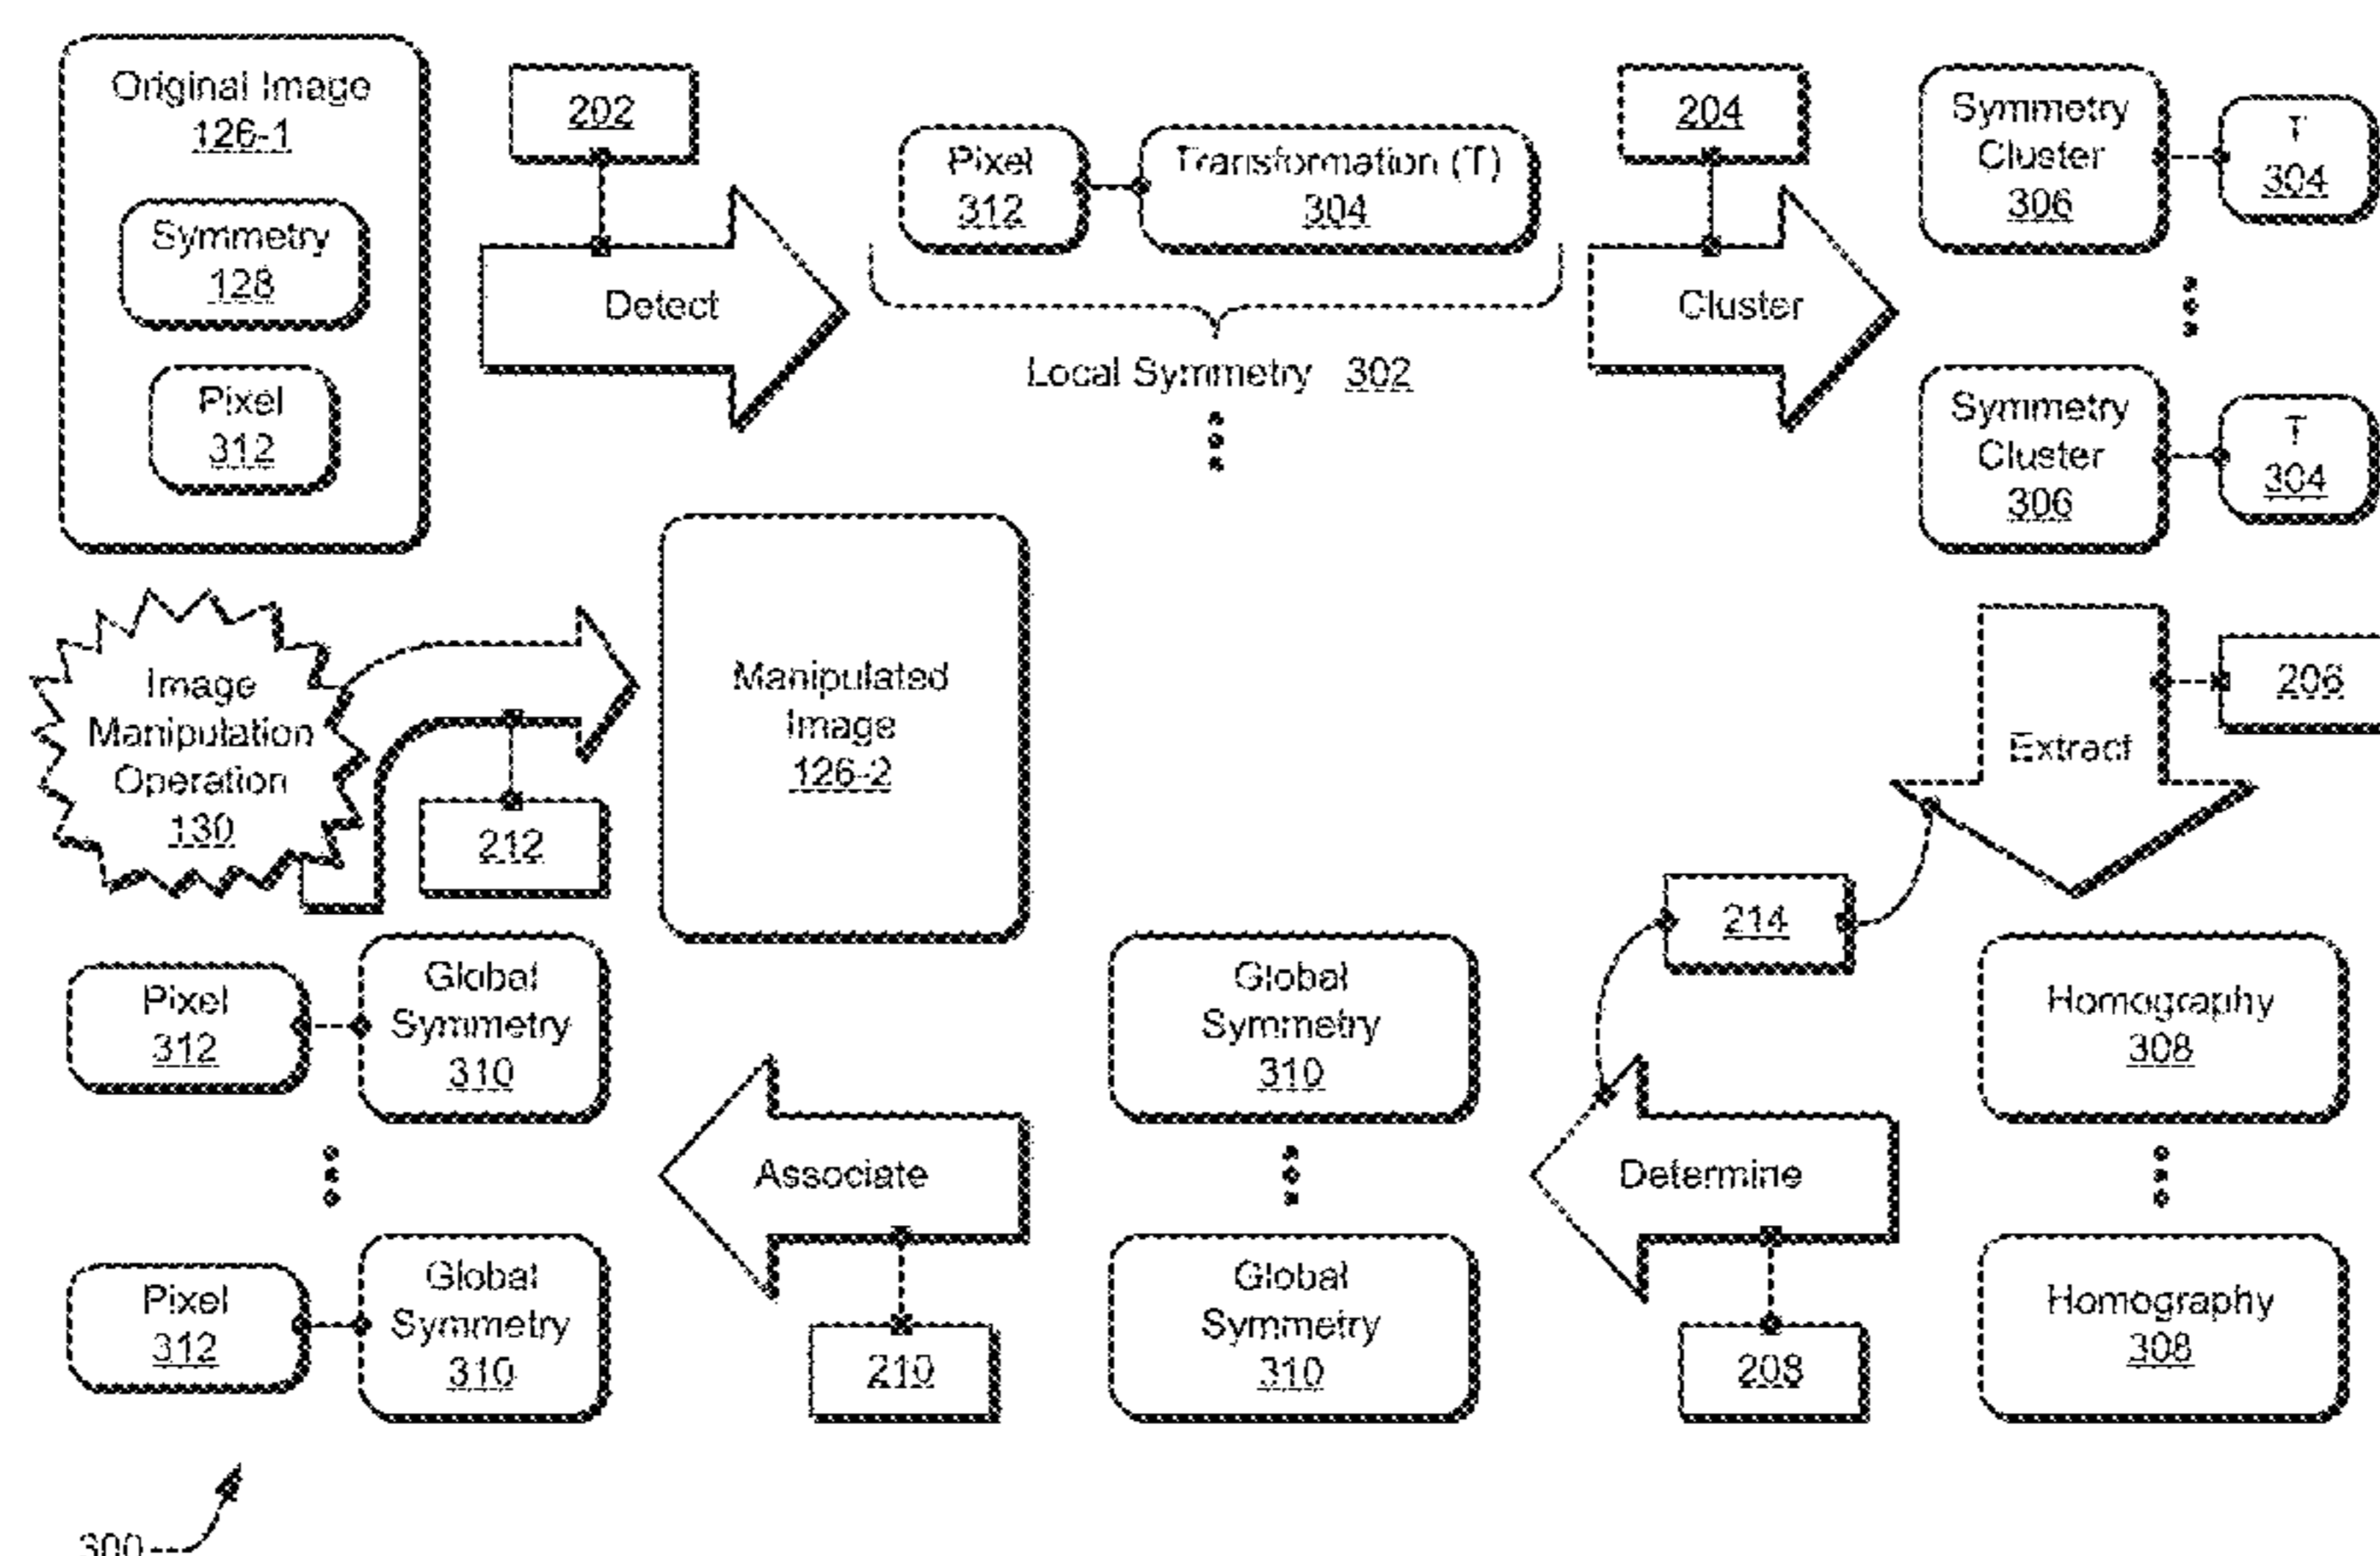 Original Image
126-1
Symmetry
128
Pixel
312
202
Detect
Pixel
312
Transformation (T)
304
Local Symmetry 302
204
Cluster
Symmetry
Cluster
306
T
304
Symmetry
Cluster
306
T
304
Image
Manipulation
Operation
130
212
Manipulated
Image
126-2
206
Extract
214
Pixel
312
Global
Symmetry
310
Associate
Global
Symmetry
310
Determine
Homography
308
Pixel
312
Global
Symmetry
310
210
Global
Symmetry
310
208
Homography
308
300